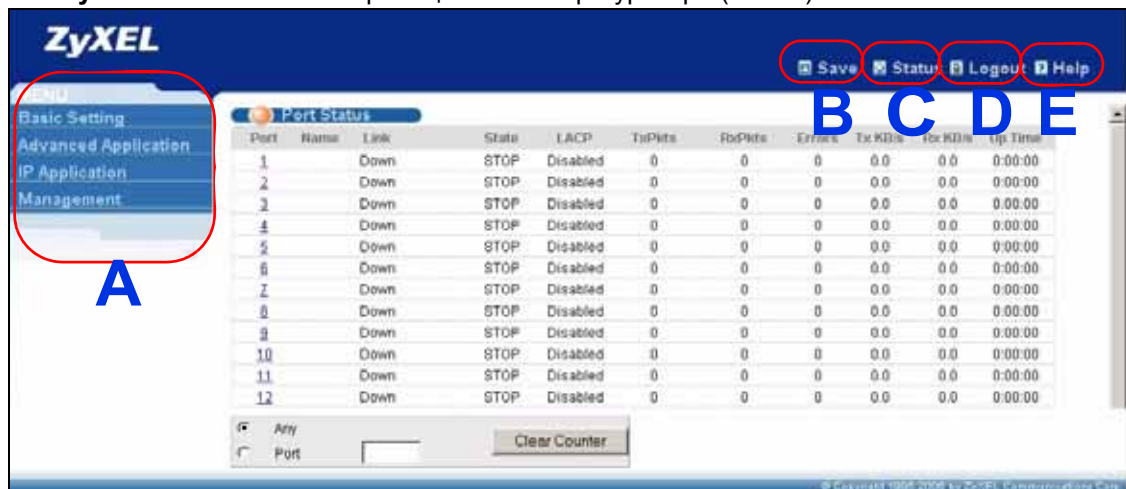 ZyXEL
Save Status Logout Help
B C D E
MENU
Basic Setting
Advanced Application
IP Application
Management
A
Port Status
Port Name Link State LACP TxPkts RxPkts Errors Tx KB/s Rx KB/s Up Time
1 Down STOP Disabled 0 0 0 0.0 0.0 0:00:00
2 Down STOP Disabled 0 0 0 0.0 0.0 0:00:00
3 Down STOP Disabled 0 0 0 0.0 0.0 0:00:00
4 Down STOP Disabled 0 0 0 0.0 0.0 0:00:00
5 Down STOP Disabled 0 0 0 0.0 0.0 0:00:00
6 Down STOP Disabled 0 0 0 0.0 0.0 0:00:00
7 Down STOP Disabled 0 0 0 0.0 0.0 0:00:00
8 Down STOP Disabled 0 0 0 0.0 0.0 0:00:00
9 Down STOP Disabled 0 0 0 0.0 0.0 0:00:00
10 Down STOP Disabled 0 0 0 0.0 0.0 0:00:00
11 Down STOP Disabled 0 0 0 0.0 0.0 0:00:00
12 Down STOP Disabled 0 0 0 0.0 0.0 0:00:00
Any
Port
Clear Counter
© Copyright 1995-2006 by ZyXEL Communications Corp.